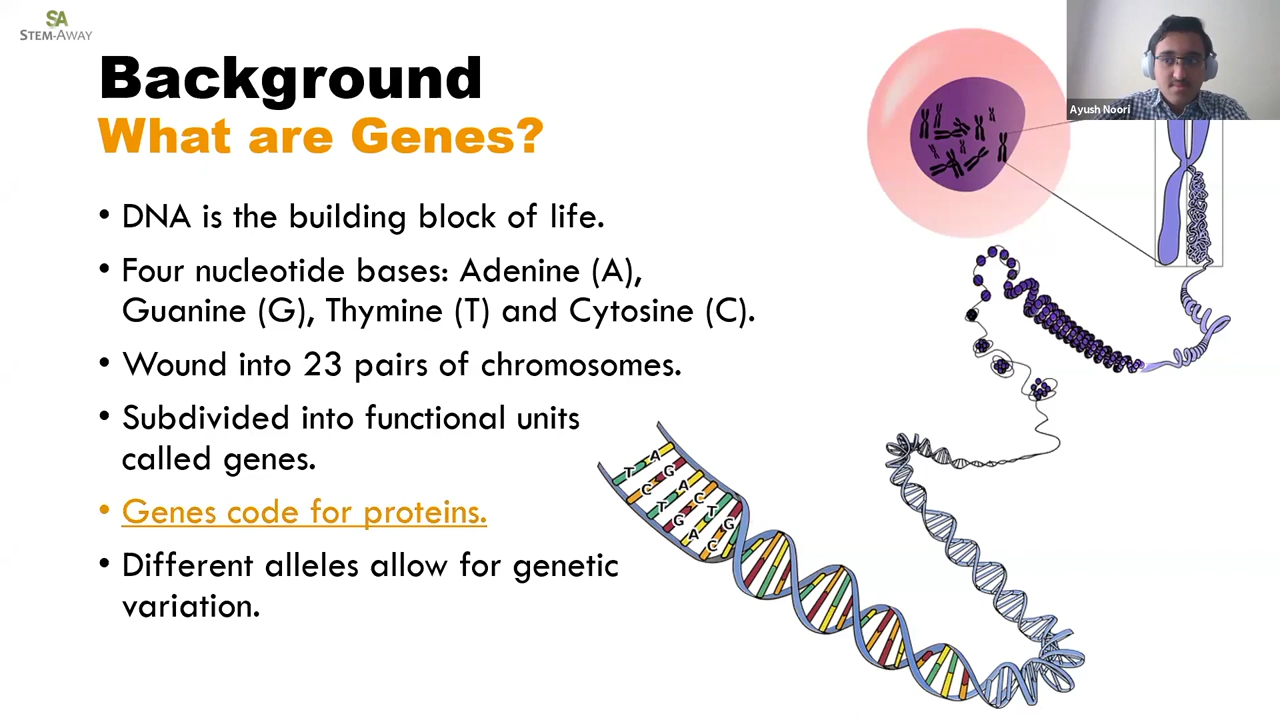 SA
STEM-AWAY
Background
What are Genes?
• DNA is the building block of life.
• Four nucleotide bases: Adenine (A),
Guanine (G), Thymine (T) and Cytosine (C).
• Wound into 23 pairs of chromosomes.
• Subdivided into functional units
called genes.
• Genes code for proteins.
• Different alleles allow for genetic
variation.
Ayush Noori
T A
C G
T A
G C
A T
C G